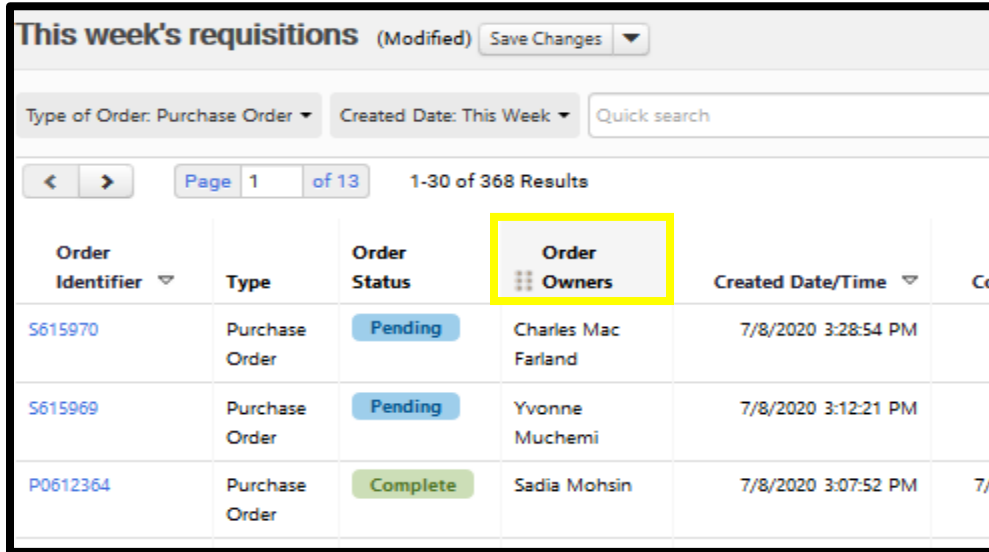 This week's requisitions (Modified) Save Changes
Type of Order: Purchase Order Created Date: This Week Quick search
Page 1 of 13 1-30 of 368 Results
Order Order Order
Identifier Type Status Owners Created Date/Time
S615970 Purchase Pending Charles Mac 7/8/2020 3:28:54 PM
Order Farland
S615969 Purchase Pending Yvonne 7/8/2020 3:12:21 PM
Order Muchemi
P0612364 Purchase Complete Sadia Mohsin 7/8/2020 3:07:52 PM 7/
Order